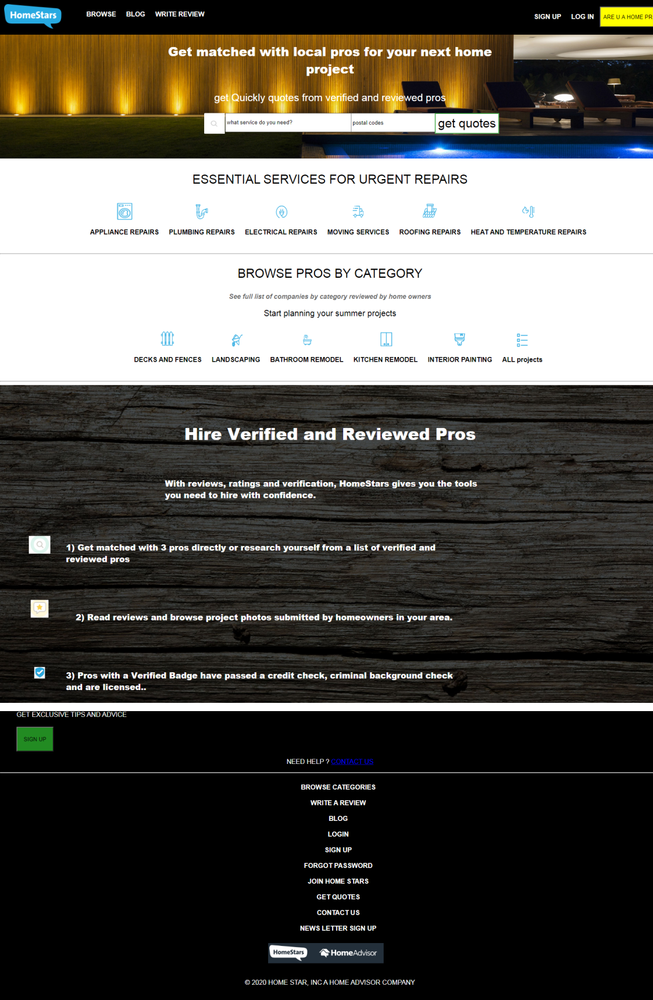 HomeStars
BROWSE BLOG WRITE REVIEW
SIGN UP LOG IN ARE U A HOME PR
Get matched with local pros for your next home
project
get Quickly quotes from verified and reviewed pros
what service do you need? postal codes get quotes
ESSENTIAL SERVICES FOR URGENT REPAIRS
APPLIANCE REPAIRS PLUMBING REPAIRS ELECTRICAL REPAIRS MOVING SERVICES ROOFING REPAIRS HEAT AND TEMPERATURE REPAIRS
BROWSE PROS BY CATEGORY
See full list of companies by category reviewed by home owners
Start planning your summer projects
DECKS AND FENCES LANDSCAPING BATHROOM REMODEL KITCHEN REMODEL INTERIOR PAINTING ALL projects
Hire Verified and Reviewed Pros
With reviews, ratings and verification, HomeStars gives you the tools
you need to hire with confidence.
1) Get matched with 3 pros directly or research yourself from a list of verified and
reviewed pros
2) Read reviews and browse project photos submitted by homeowners in your area.
3) Pros with a Verified Badge have passed a credit check, criminal background check
and are licensed..
GET EXCLUSIVE TIPS AND ADVICE
SIGN UP
NEED HELP ? CONTACT US
BROWSE CATEGORIES
WRITE A REVIEW
BLOG
LOGIN
SIGN UP
FORGOT PASSWORD
JOIN HOME STARS
GET QUOTES
CONTACT US
NEWS LETTER SIGN UP
HomeStars HomeAdvisor
© 2020 HOME STAR, INC A HOME ADVISOR COMPANY